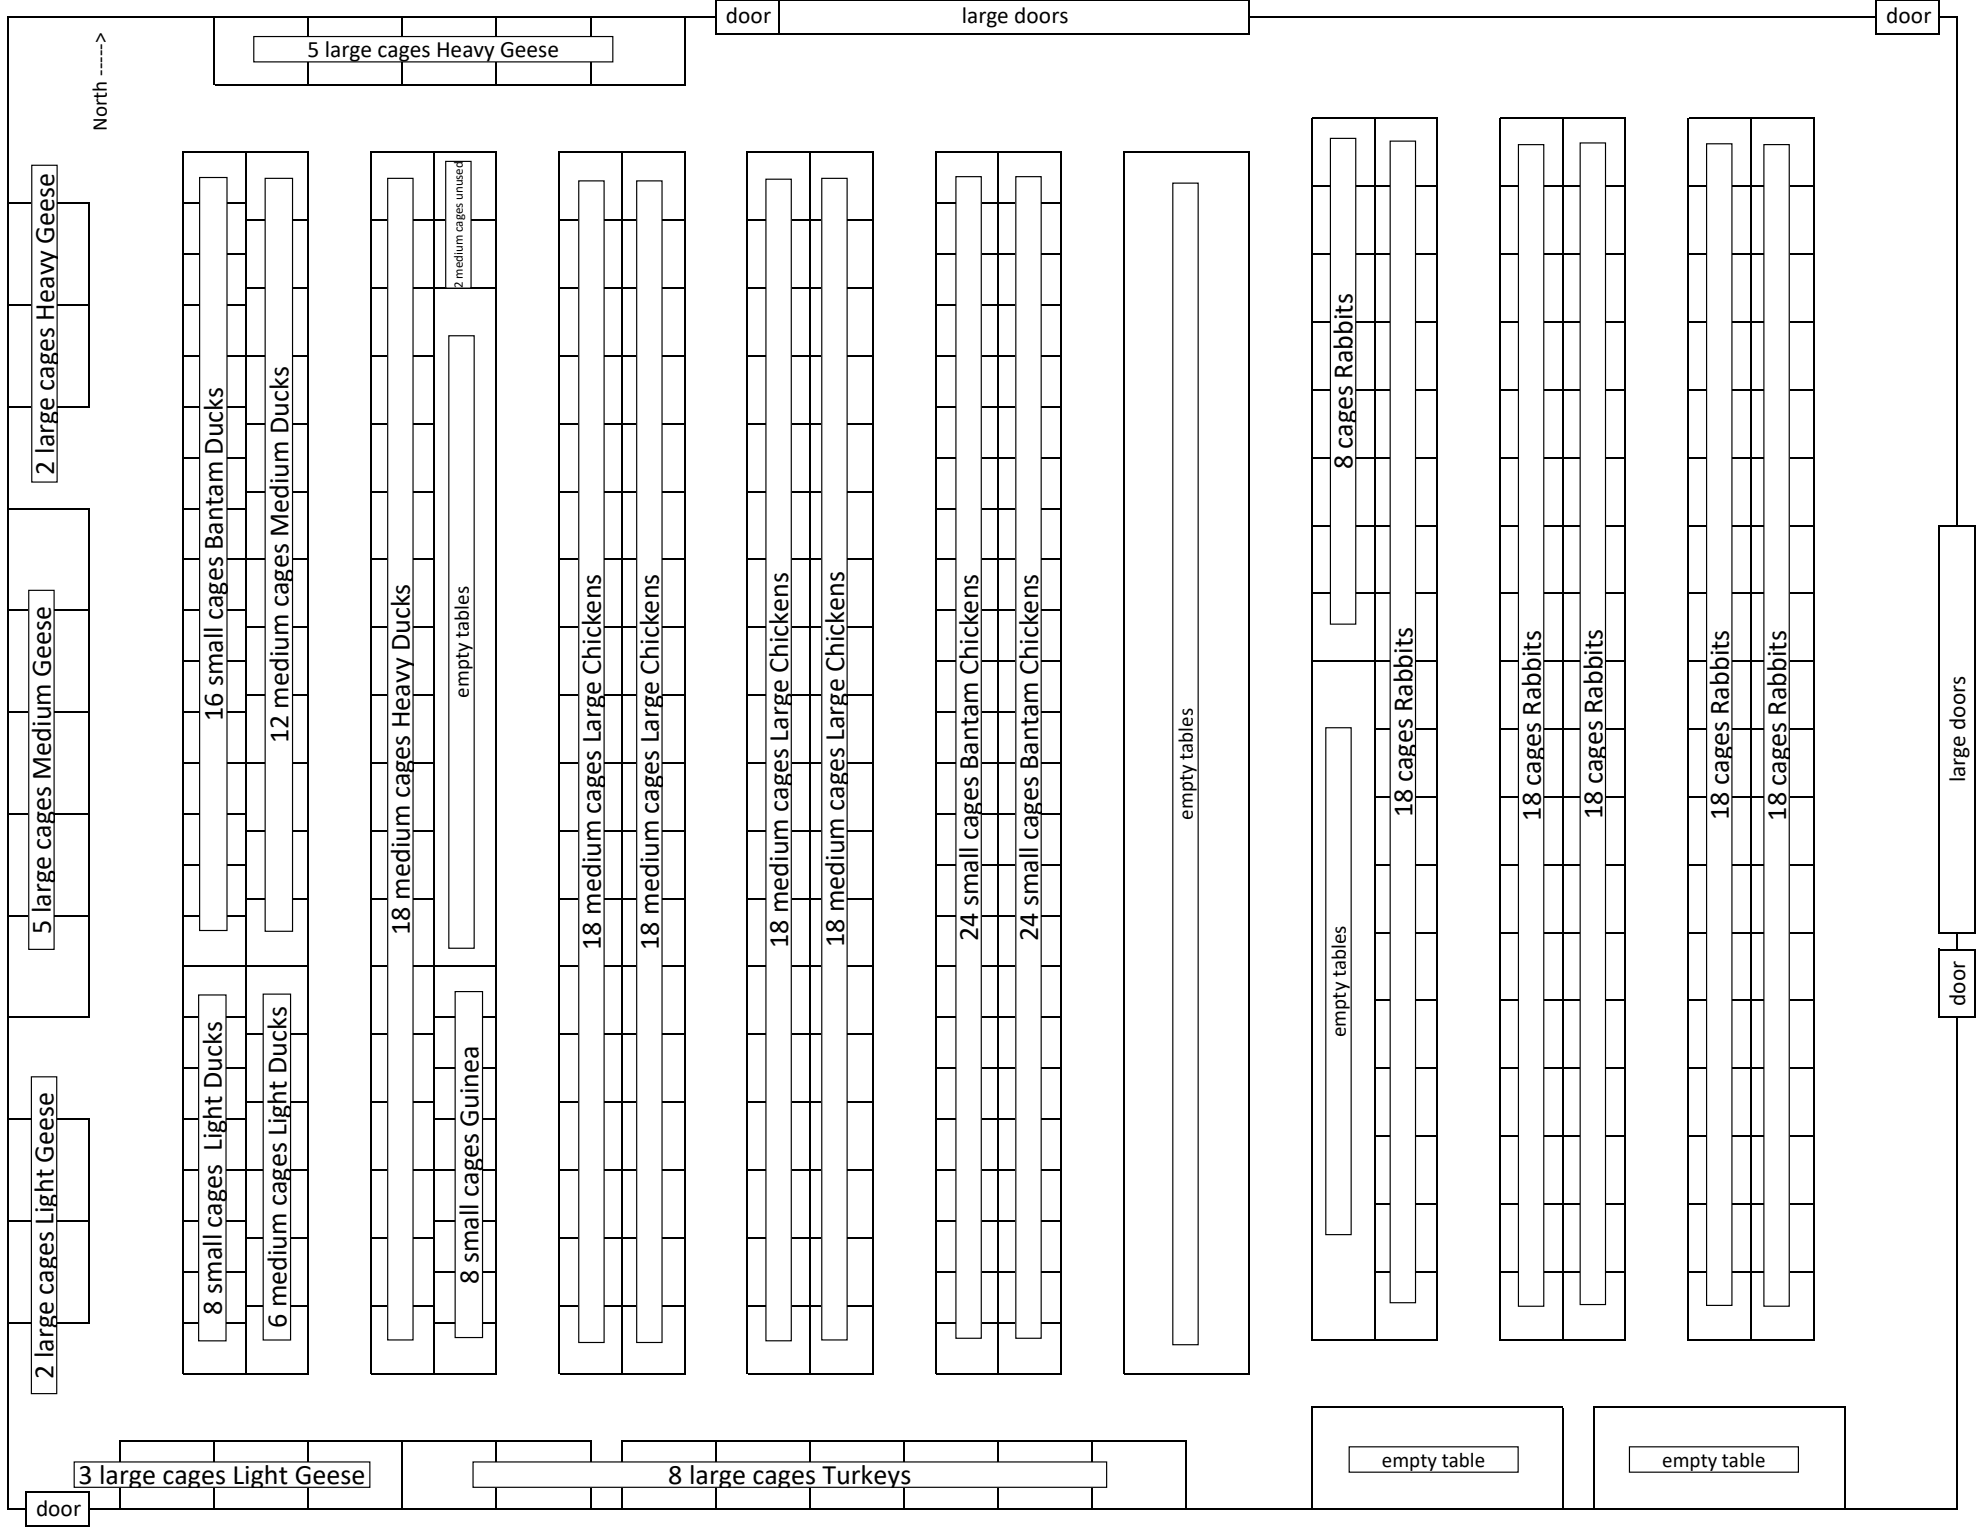 door
large doors
door
5 large cages Heavy Geese
North ----->
2 large cages Heavy Geese
5 large cages Medium Geese
2 large cages Light Geese
16 small cages Bantam Ducks
12 medium cages Medium Ducks
8 small cages  Light Ducks
6 medium cages Light Ducks
18 medium cages Heavy Ducks
2 medium cages unused
empty tables
8 small cages Guinea
18 medium cages Large Chickens
18 medium cages Large Chickens
18 medium cages Large Chickens
18 medium cages Large Chickens
24 small cages Bantam Chickens
24 small cages Bantam Chickens
empty tables
8 cages Rabbits
empty tables
18 cages Rabbits
18 cages Rabbits
18 cages Rabbits
18 cages Rabbits
18 cages Rabbits
large doors
door
3 large cages Light Geese
8 large cages Turkeys
empty table
empty table
door